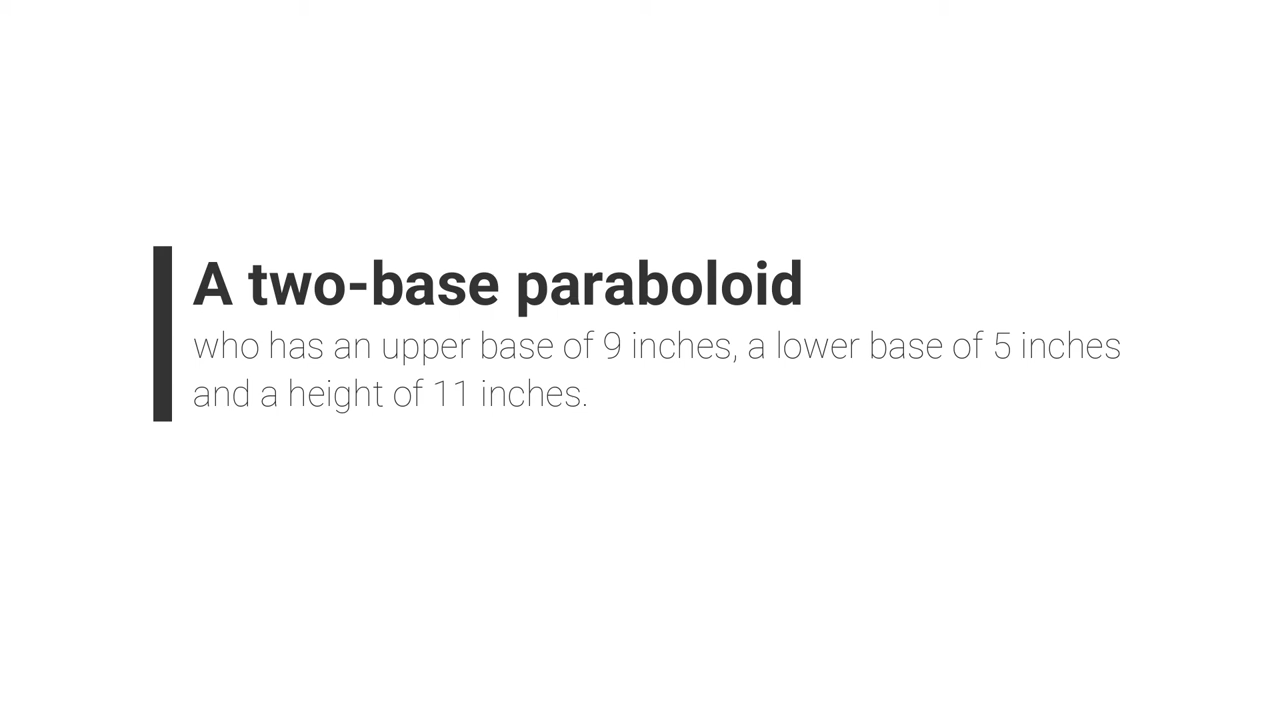 A two-base paraboloid
who has an upper base of 9 inches, a lower base of 5 inches
and a height of 11 inches.